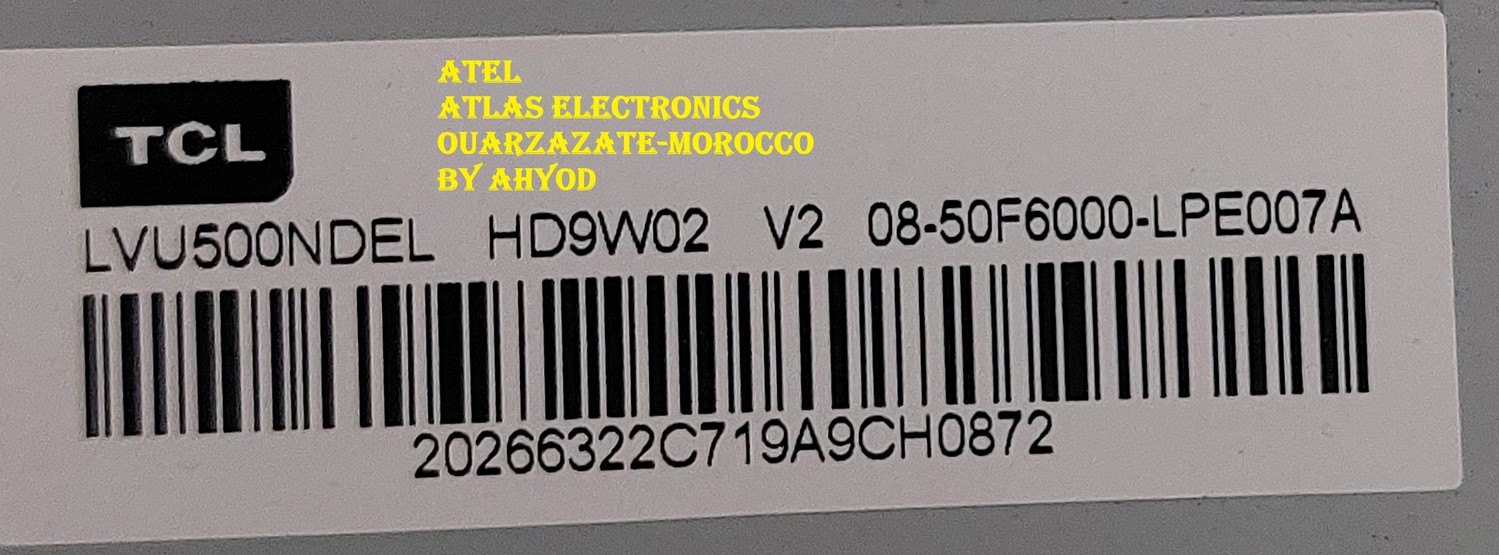 TCL
ATEL
ATLAS ELECTRONICS
OUARZAZATE-MOROCCO
BY AHYOD
LVU500NDEL HD9W02 V2 08-50F6000-LPE007A
20266322C719A9CH0872